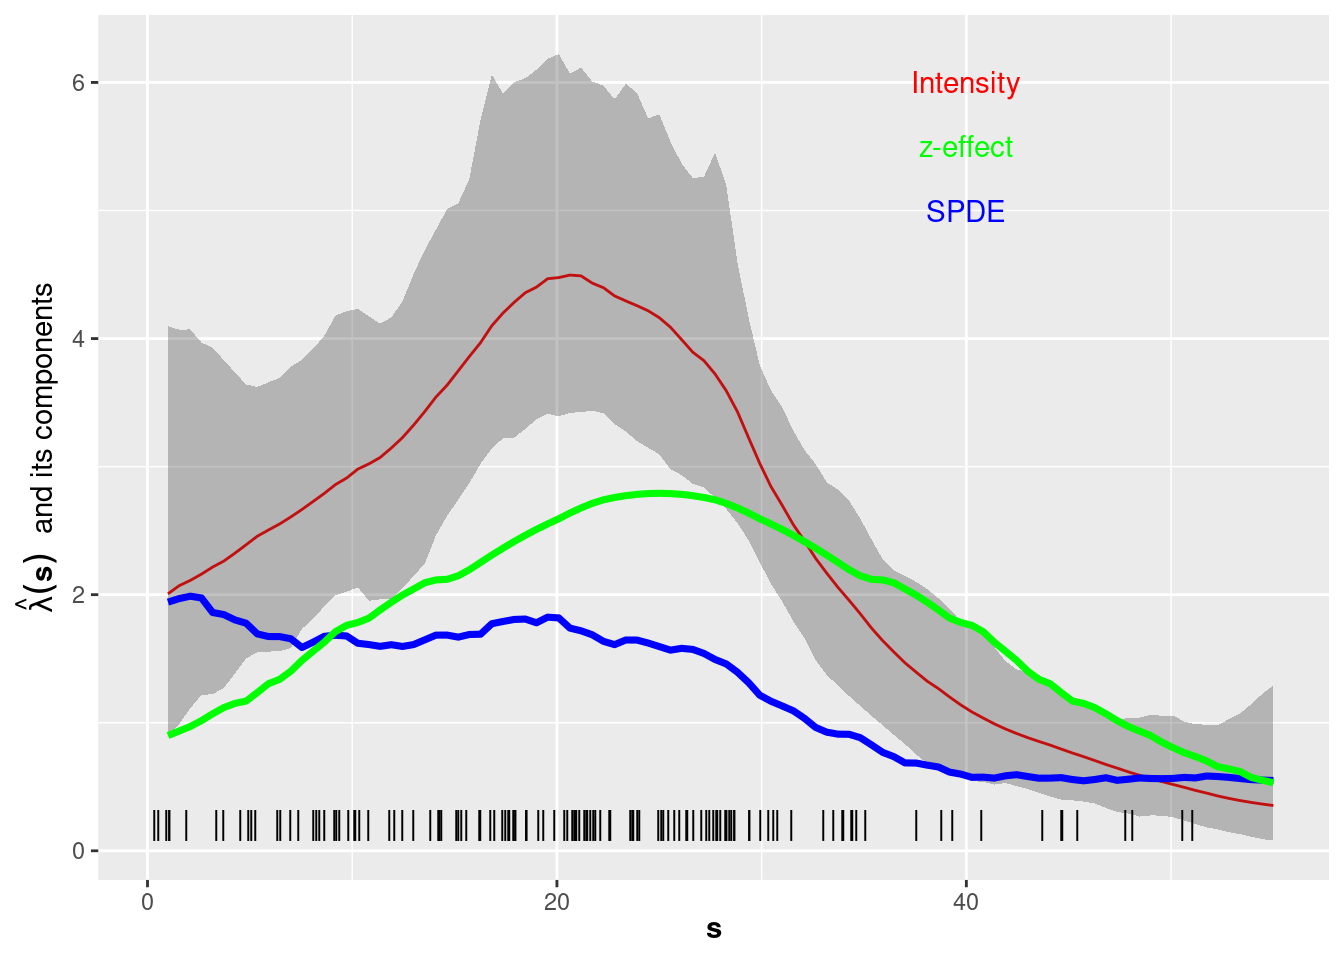 λ̂(s) and its components
6
4
2
0
Intensity
z-effect
SPDE
0 20 40
s